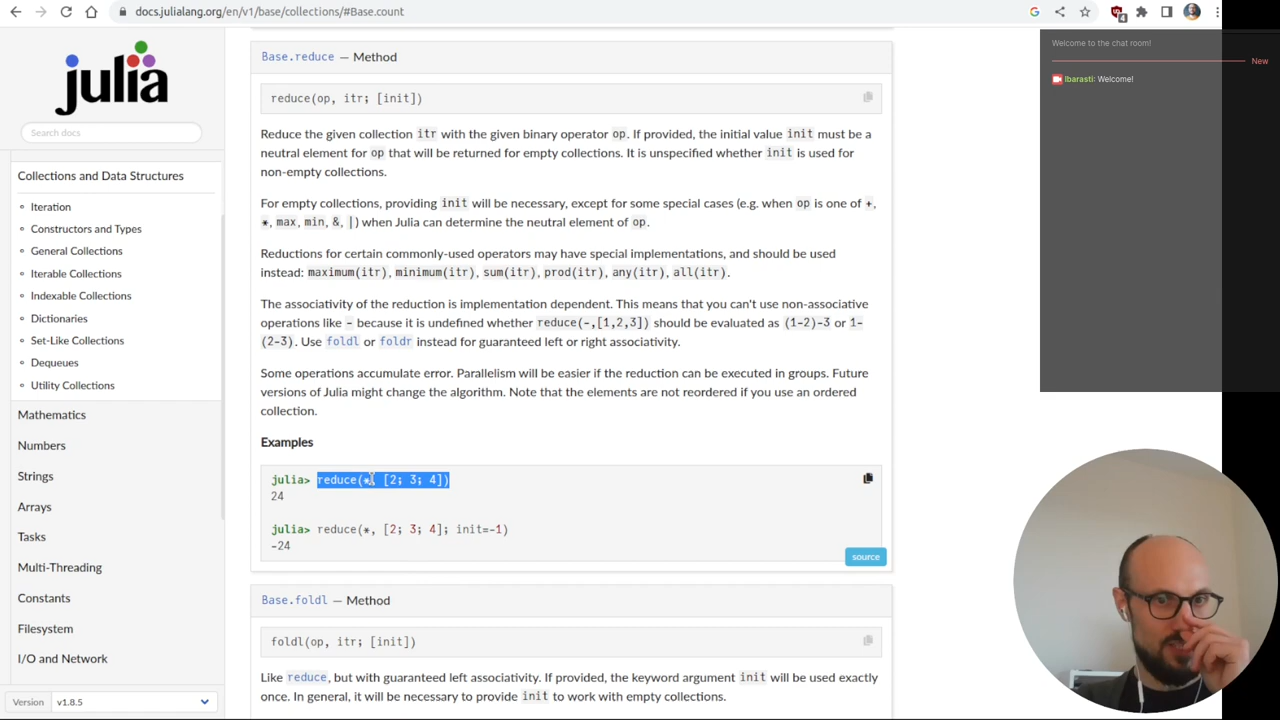 docs.julialang.org/en/v1/base/collections/#Base.count
4
julia
Search docs
Collections and Data Structures
Iteration
Constructors and Types
General Collections
Iterable Collections
Indexable Collections
Dictionaries
Set-Like Collections
Dequeues
Utility Collections
Mathematics
Numbers
Strings
Arrays
Tasks
Multi-Threading
Constants
Filesystem
I/O and Network
Version v1.8.5
Base.reduce — Method
reduce(op, itr; [init])
Reduce the given collection itr with the given binary operator op. If provided, the initial value init must be a
neutral element for op that will be returned for empty collections. It is unspecified whether init is used for
non-empty collections.
For empty collections, providing init will be necessary, except for some special cases (e.g. when op is one of +,
*, max, min, &, |) when Julia can determine the neutral element of op.
Reductions for certain commonly-used operators may have special implementations, and should be used
instead: maximum(itr), minimum(itr), sum(itr), prod(itr), any(itr), all(itr).
The associativity of the reduction is implementation dependent. This means that you can't use non-associative
operations like - because it is undefined whether reduce(-,[1,2,3]) should be evaluated as (1-2)-3 or 1-
(2-3). Use foldl or foldr instead for guaranteed left or right associativity.
Some operations accumulate error. Parallelism will be easier if the reduction can be executed in groups. Future
versions of Julia might change the algorithm. Note that the elements are not reordered if you use an ordered
collection.
Examples
julia> reduce(*, [2; 3; 4])
24
julia> reduce(*, [2; 3; 4]; init=-1)
-24
source
Base.foldl — Method
foldl(op, itr; [init])
Like reduce, but with guaranteed left associativity. If provided, the keyword argument init will be used exactly
once. In general, it will be necessary to provide init to work with empty collections.
Welcome to the chat room!
New
lbarasti: Welcome!